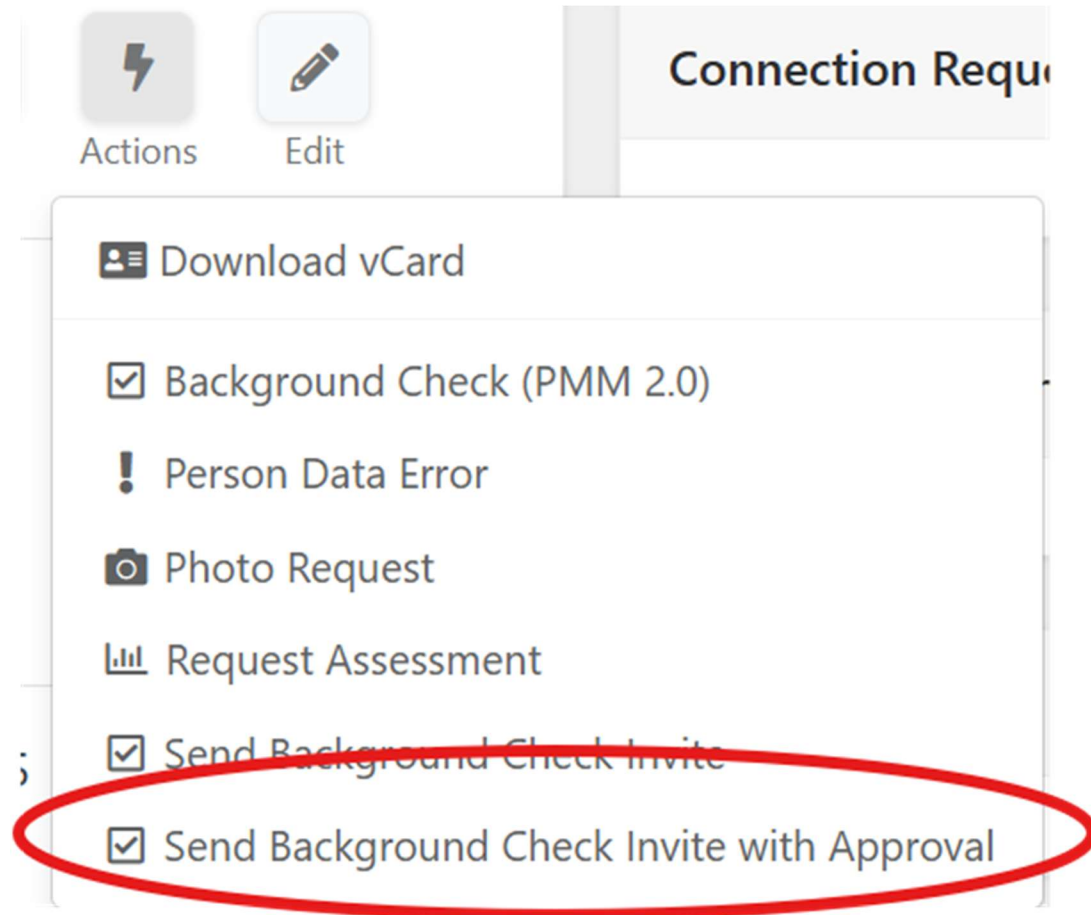 Actions Edit
Connection Requ
Download vCard
Background Check (PMM 2.0)
Person Data Error
Photo Request
Request Assessment
Send Background Check Invite
Send Background Check Invite with Approval